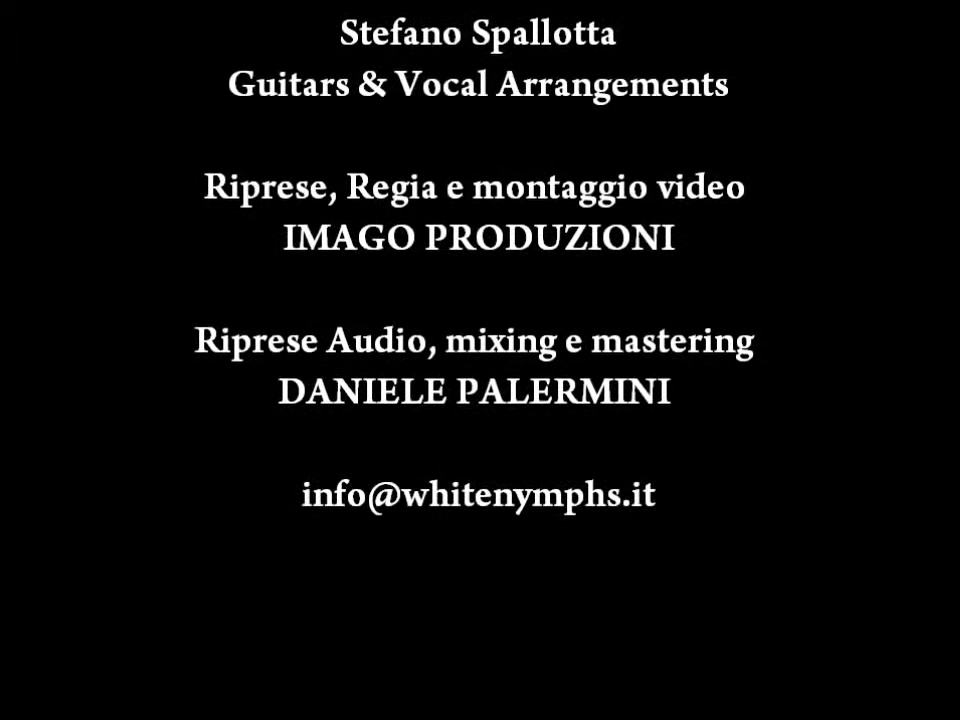 Stefano Spallotta
Guitars & Vocal Arrangements
Riprese, Regia e montaggio video
IMAGO PRODUZIONI
Riprese Audio, mixing e mastering
DANIELE PALERMINI
info@whitenymphs.it